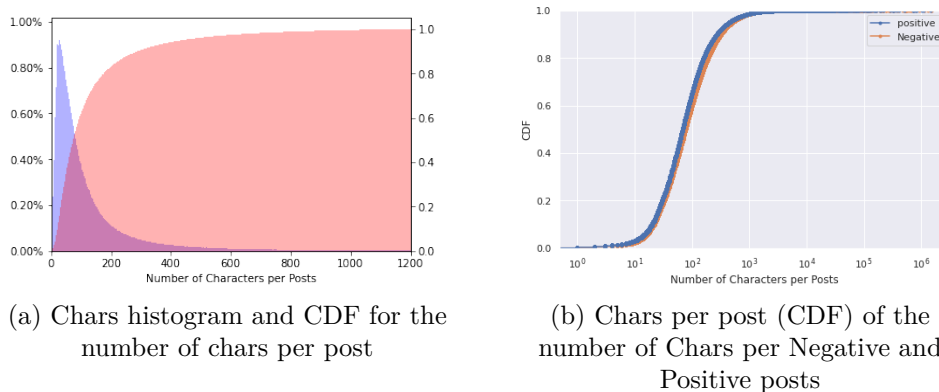 1.00%
0.80%
0.60%
0.40%
0.20%
0.00%
1.0
0.8
0.6
0.4
0.2
0.0
0 200 400 600 800 1000 1200
Number of Characters per Posts
(a) Chars histogram and CDF for the
number of chars per post
1.0
0.8
0.6
0.4
0.2
0.0
CDF
positive
Negative
10^0 10^1 10^2 10^3 10^4 10^5 10^6
Number of Characters per Posts
(b) Chars per post (CDF) of the
number of Chars per Negative and
Positive posts